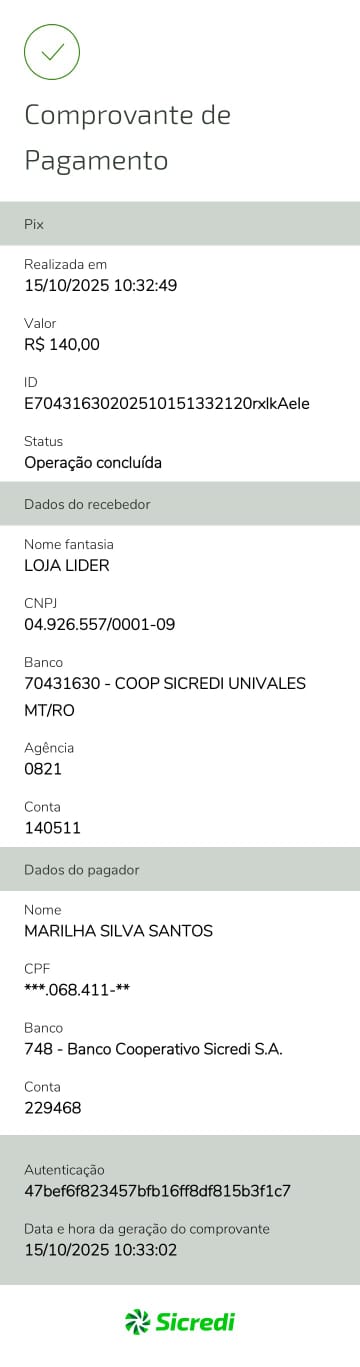 Comprovante de
Pagamento
Pix
Realizada em
15/10/2025 10:32:49
Valor
R$ 140,00
ID
E70431630202510151332120rxlkAele
Status
Operação concluída
Dados do recebedor
Nome fantasia
LOJA LIDER
CNPJ
04.926.557/0001-09
Banco
70431630 - COOP SICREDI UNIVALES
MT/RO
Agência
0821
Conta
140511
Dados do pagador
Nome
MARILHA SILVA SANTOS
CPF
***.068.411-**
Banco
748 - Banco Cooperativo Sicredi S.A.
Conta
229468
Autenticação
47bef6f823457bfb16ff8df815b3f1c7
Data e hora da geração do comprovante
15/10/2025 10:33:02
Sicredi